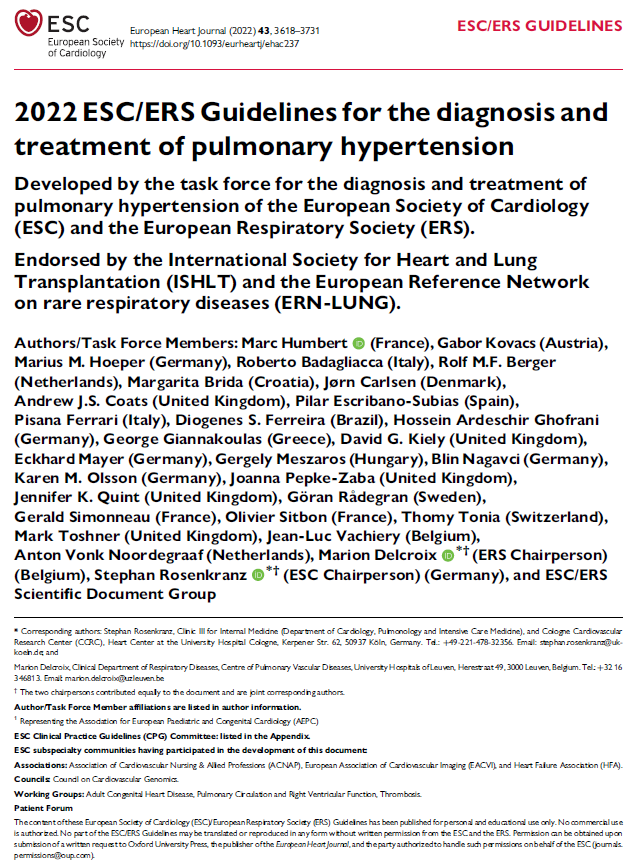 ESC
European Society
of Cardiology
European Heart Journal (2022) 43, 3618–3731
https://doi.org/10.1093/eurheartj/ehac237
ESC/ERS GUIDELINES
2022 ESC/ERS Guidelines for the diagnosis and
treatment of pulmonary hypertension
Developed by the task force for the diagnosis and treatment of
pulmonary hypertension of the European Society of Cardiology
(ESC) and the European Respiratory Society (ERS).
Endorsed by the International Society for Heart and Lung
Transplantation (ISHLT) and the European Reference Network
on rare respiratory diseases (ERN-LUNG).
Authors/Task Force Members: Marc Humbert iD (France), Gabor Kovacs (Austria),
Marius M. Hoeper (Germany), Roberto Badagliacca (Italy), Rolf M.F. Berger
(Netherlands), Margarita Brida (Croatia), Jørn Carlsen (Denmark),
Andrew J.S. Coats (United Kingdom), Pilar Escribano-Subias (Spain),
Pisana Ferrari (Italy), Diogenes S. Ferreira (Brazil), Hossein Ardeschir Ghofrani
(Germany), George Giannakoulas (Greece), David G. Kiely (United Kingdom),
Eckhard Mayer (Germany), Gergely Meszaros (Hungary), Blin Nagavci (Germany),
Karen M. Olsson (Germany), Joanna Pepke-Zaba (United Kingdom),
Jennifer K. Quint (United Kingdom), Göran Rådegran (Sweden),
Gerald Simonneau (France), Olivier Sitbon (France), Thomy Tonia (Switzerland),
Mark Toshner (United Kingdom), Jean-Luc Vachiery (Belgium),
Anton Vonk Noordegraaf (Netherlands), Marion Delcroix iD *† (ERS Chairperson)
(Belgium), Stephan Rosenkranz iD *† (ESC Chairperson) (Germany), and ESC/ERS
Scientific Document Group
* Corresponding authors: Stephan Rosenkranz, Clinic III for Internal Medicine (Department of Cardiology, Pulmonology and Intensive Care Medicine), and Cologne Cardiovascular
Research Center (CCRC), Heart Center at the University Hospital Cologne, Kerpener Str. 62, 50937 Köln, Germany. Tel.: +49-221-478-32356. Email: stephan.rosenkranz@uk-
koeln.de; and
Marion Delcroix, Clinical Department of Respiratory Diseases, Centre of Pulmonary Vascular Diseases, University Hospitals of Leuven, Herestraat 49, 3000 Leuven, Belgium. Tel.: +32 16
346813. Email: marion.delcroix@uzleuven.be
† The two chairpersons contributed equally to the document and are joint corresponding authors.
Author/Task Force Member affiliations are listed in author information.
1 Representing the Association for European Paediatric and Congenital Cardiology (AEPC)
ESC Clinical Practice Guidelines (CPG) Committee: listed in the Appendix.
ESC subspecialty communities having participated in the development of this document:
Associations: Association of Cardiovascular Nursing & Allied Professions (ACNAP), European Association of Cardiovascular Imaging (EACVI), and Heart Failure Association (HFA).
Councils: Council on Cardiovascular Genomics.
Working Groups: Adult Congenital Heart Disease, Pulmonary Circulation and Right Ventricular Function, Thrombosis.
Patient Forum
The content of these European Society of Cardiology (ESC)/European Respiratory Society (ERS) Guidelines has been published for personal and educational use only. No commercial use
is authorized. No part of the ESC/ERS Guidelines may be translated or reproduced in any form without written permission from the ESC and the ERS. Permission can be obtained upon
submission of a written request to Oxford University Press, the publisher of the European Heart Journal, and the party authorized to handle such permissions on behalf of the ESC (journals.
permissions@oup.com).